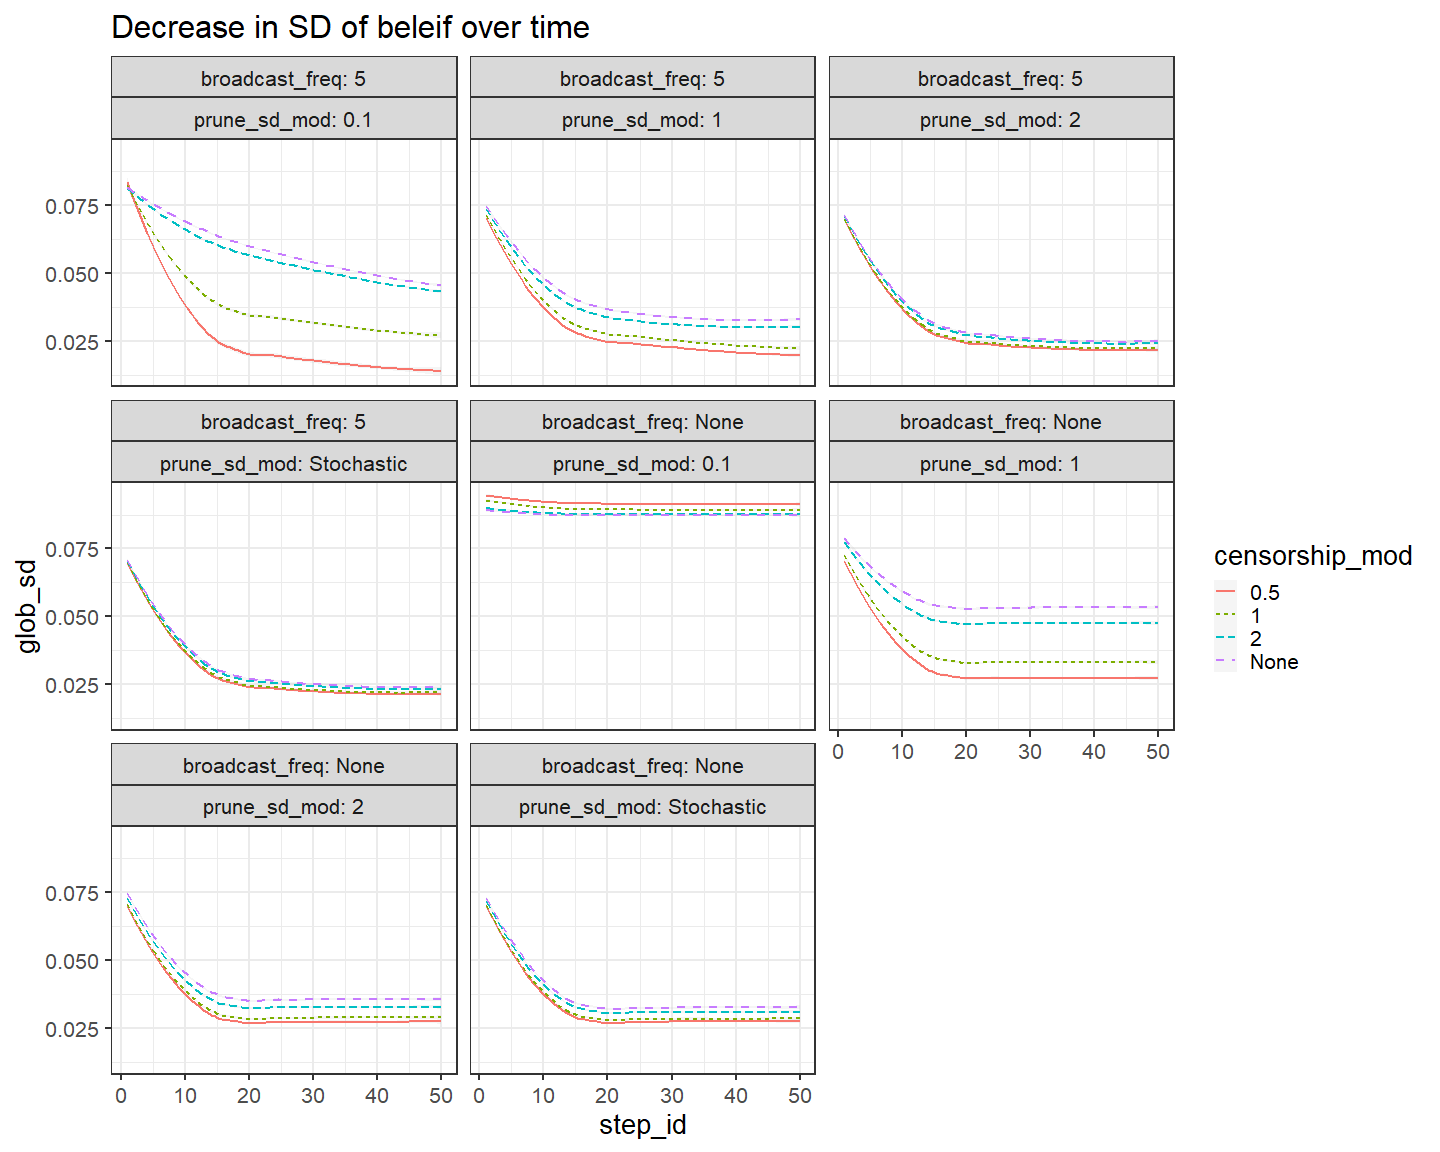 Decrease in SD of beleif over time
broadcast_freq: 5
prune_sd_mod: 0.1
broadcast_freq: 5
prune_sd_mod: 1
broadcast_freq: 5
prune_sd_mod: 2
0.075
0.050
0.025
broadcast_freq: 5
prune_sd_mod: Stochastic
broadcast_freq: None
prune_sd_mod: 0.1
broadcast_freq: None
prune_sd_mod: 1
0.075
0.050
0.025
0 10 20 30 40 50
broadcast_freq: None
prune_sd_mod: 2
broadcast_freq: None
prune_sd_mod: Stochastic
0.075
0.050
0.025
0 10 20 30 40 50
0 10 20 30 40 50
step_id
glob_sd
censorship_mod
0.5
1
2
None